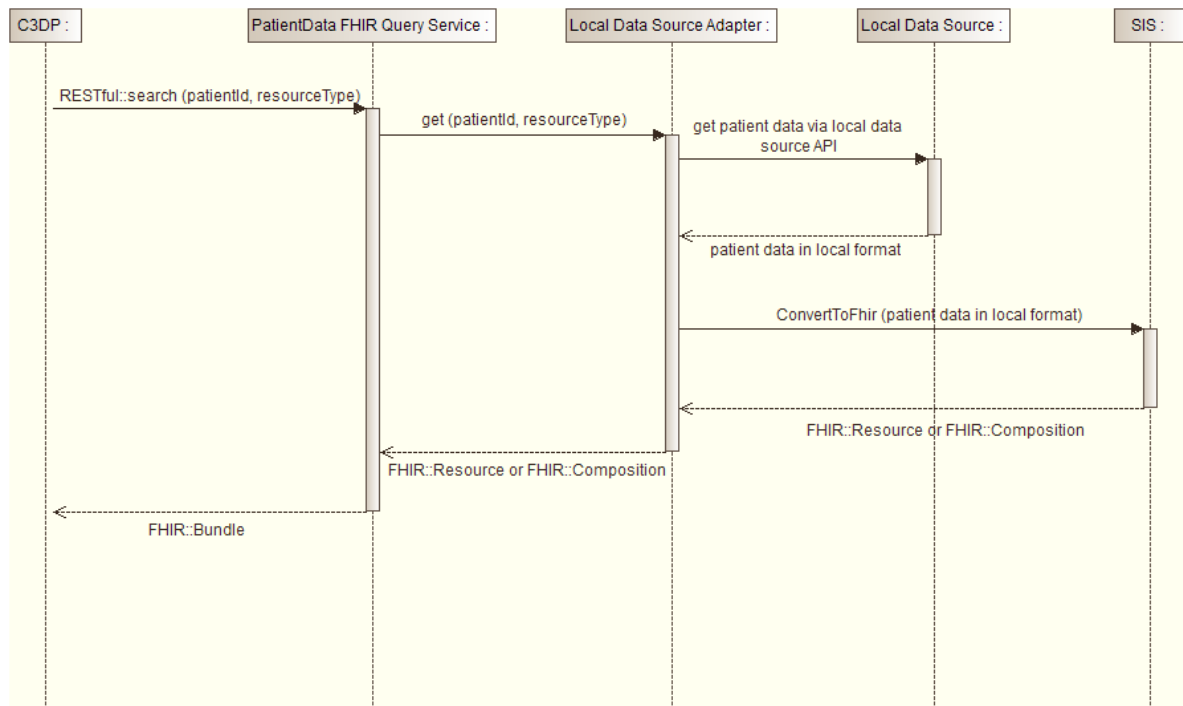 C3DP :
PatientData FHIR Query Service :
Local Data Source Adapter :
Local Data Source :
SIS :
RESTful::search (patientId, resourceType)
get (patientId, resourceType)
get patient data via local data
source API
patient data in local format
ConvertToFhir (patient data in local format)
FHIR::Resource or FHIR::Composition
FHIR::Resource or FHIR::Composition
FHIR::Bundle